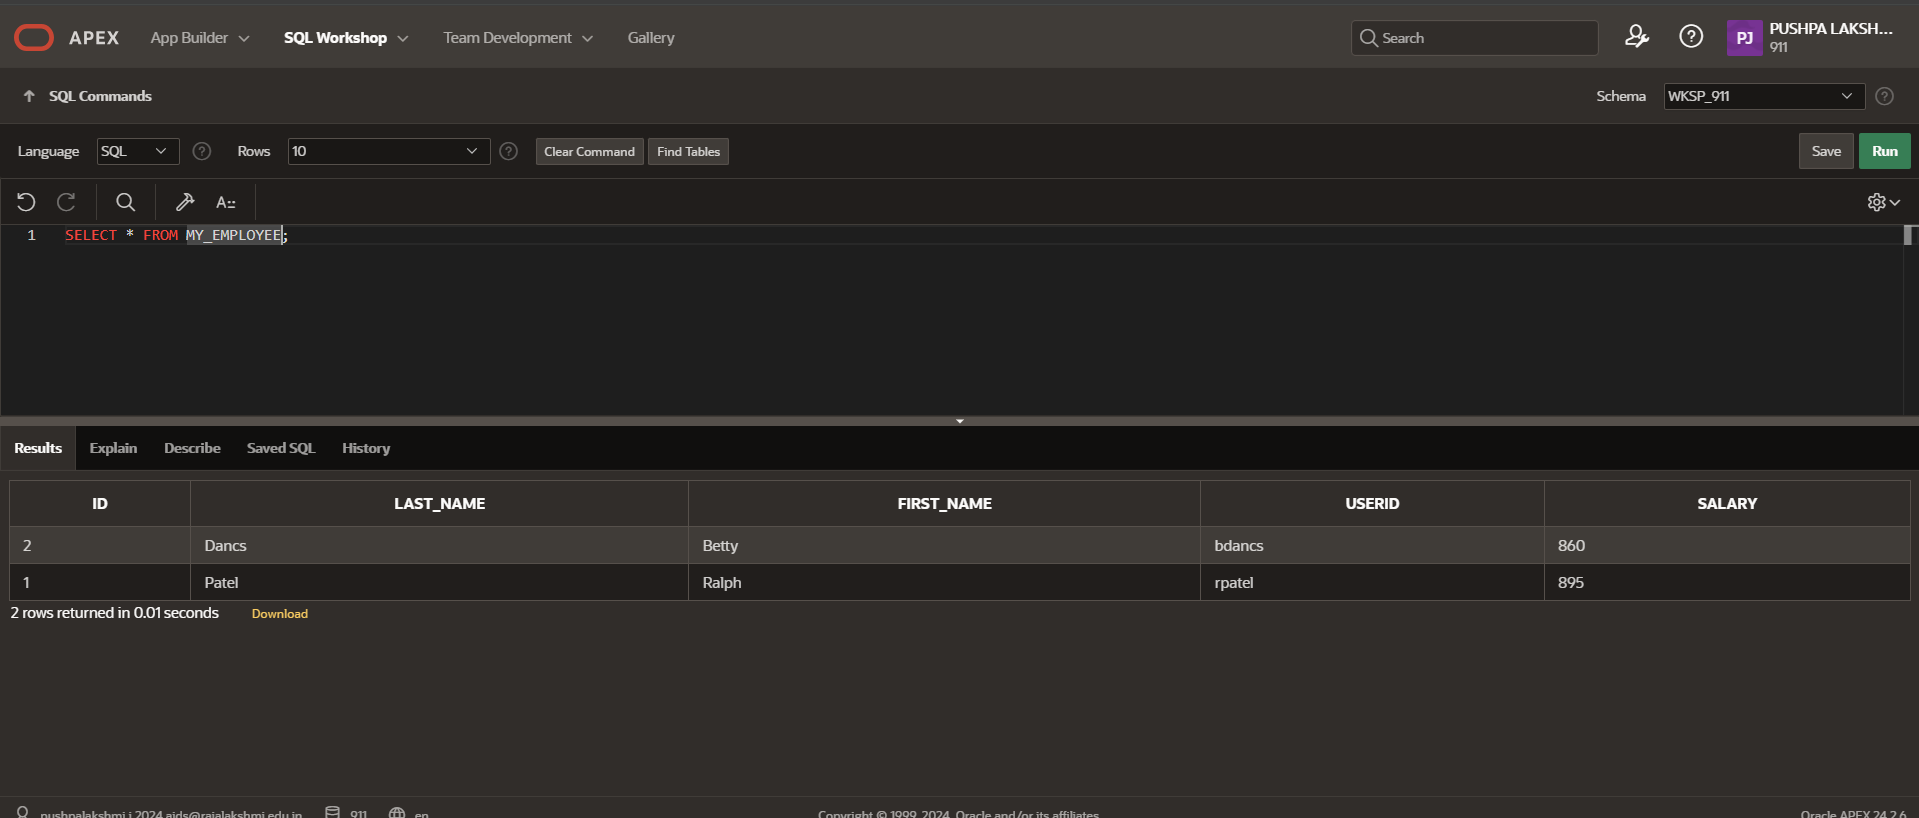 APEX App Builder SQL Workshop Team Development Gallery Search PJ PUSHPA LAKSH...
911
SQL Commands Schema WKSP_911
Language SQL Rows 10 Clear Command Find Tables Save Run
1 SELECT * FROM MY_EMPLOYEE;
Results Explain Describe Saved SQL History
ID LAST_NAME FIRST_NAME USERID SALARY
2 Dancs Betty bdancs 860
1 Patel Ralph rpatel 895
2 rows returned in 0.01 seconds Download
pushpalakshmi.j.2024.aids@rajalakshmi.edu.in 911 en Copyright © 1999, 2024, Oracle and/or its affiliates. Oracle APEX 24.2.6